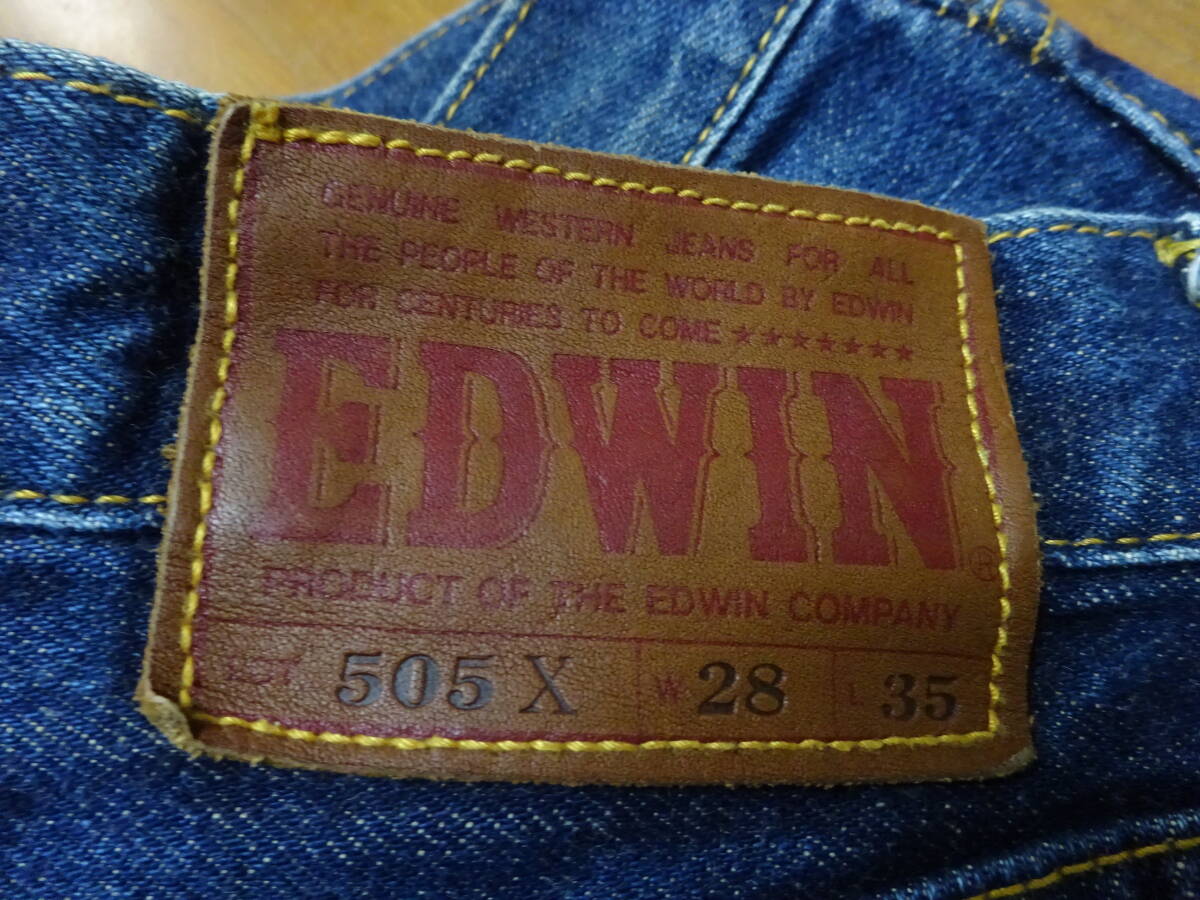 GENUINE WESTERN JEANS FOR ALL
THE PEOPLE OF THE WORLD BY EDWIN
FOR CENTURIES TO COME ★★★★★★★
EDWIN®
PRODUCT OF THE EDWIN COMPANY
LOT 505 X W 28 L 35